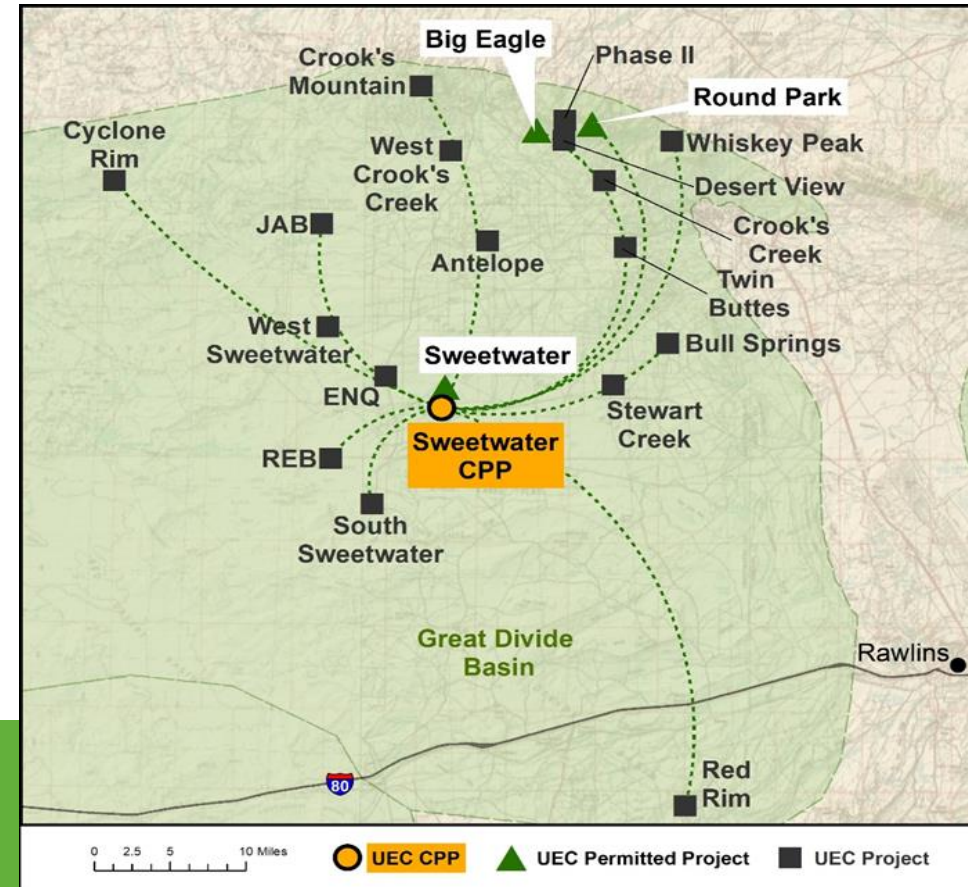 Big Eagle
Phase II
Crook's
Mountain
Round Park
Cyclone
Rim
West
Crook's
Creek
Whiskey Peak
Desert View
JAB
Antelope
Crook's
Creek
Twin
Buttes
West
Sweetwater
Sweetwater
Bull Springs
ENQ
Stewart
Creek
Sweetwater
CPP
REB
South
Sweetwater
Great Divide
Basin
Rawlins
80
Red
Rim
0 2.5 5 10 Miles
UEC CPP
UEC Permitted Project
UEC Project